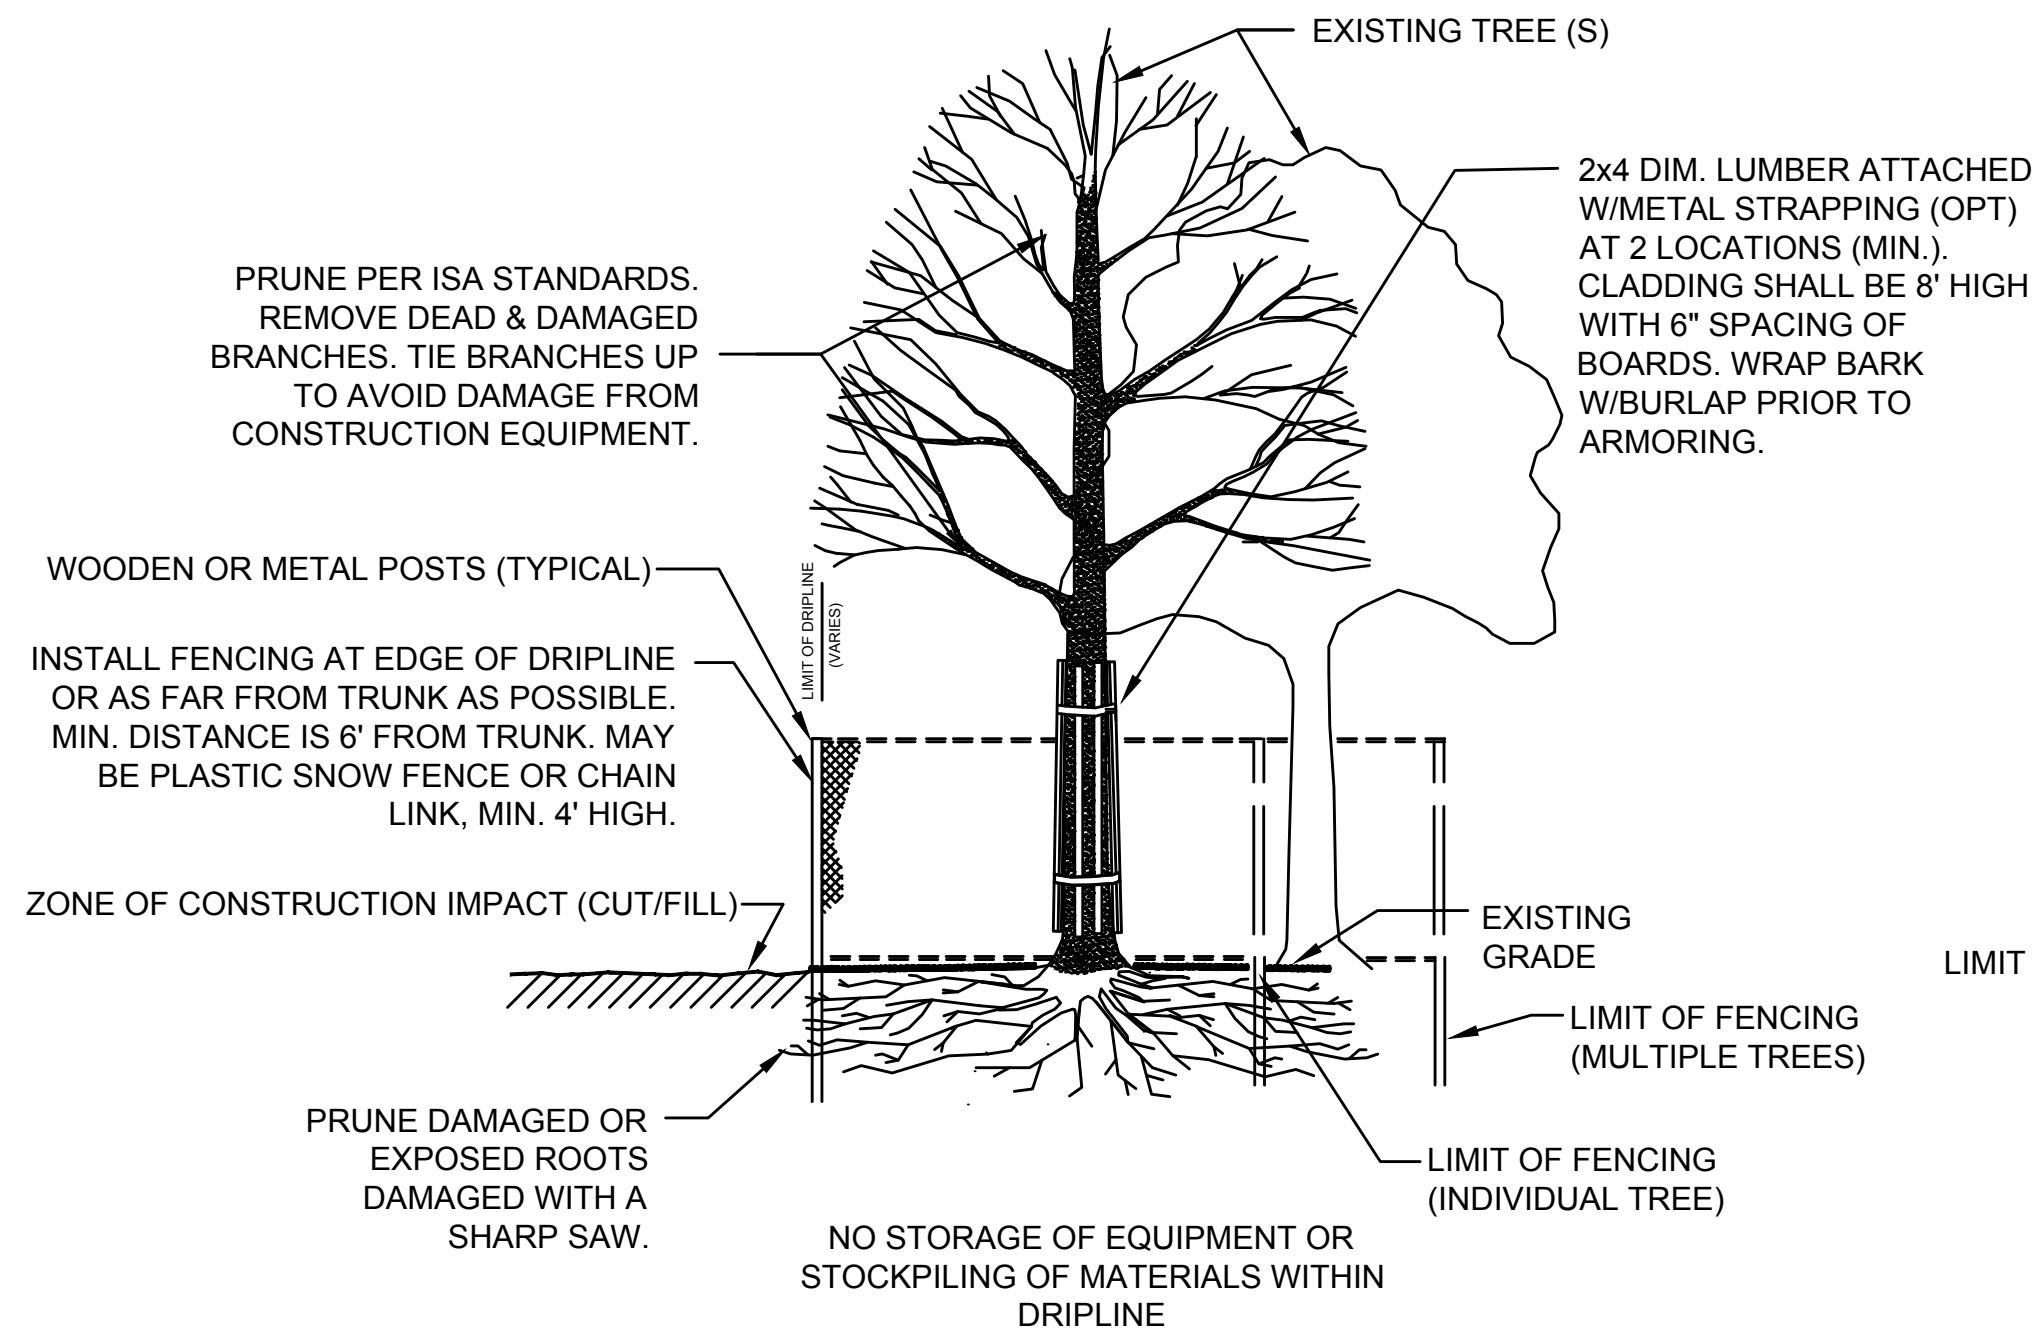 EXISTING TREE (S)
2x4 DIM. LUMBER ATTACHED
W/METAL STRAPPING (OPT)
AT 2 LOCATIONS (MIN.).
CLADDING SHALL BE 8' HIGH
WITH 6" SPACING OF
BOARDS. WRAP BARK
W/BURLAP PRIOR TO
ARMORING.
PRUNE PER ISA STANDARDS.
REMOVE DEAD & DAMAGED
BRANCHES. TIE BRANCHES UP
TO AVOID DAMAGE FROM
CONSTRUCTION EQUIPMENT.
WOODEN OR METAL POSTS (TYPICAL)
LIMIT OF DRIPLINE
(VARIES)
INSTALL FENCING AT EDGE OF DRIPLINE
OR AS FAR FROM TRUNK AS POSSIBLE.
MIN. DISTANCE IS 6' FROM TRUNK. MAY
BE PLASTIC SNOW FENCE OR CHAIN
LINK, MIN. 4' HIGH.
ZONE OF CONSTRUCTION IMPACT (CUT/FILL)
EXISTING
GRADE
LIMIT
LIMIT OF FENCING
(MULTIPLE TREES)
PRUNE DAMAGED OR
EXPOSED ROOTS
DAMAGED WITH A
SHARP SAW.
LIMIT OF FENCING
(INDIVIDUAL TREE)
NO STORAGE OF EQUIPMENT OR
STOCKPILING OF MATERIALS WITHIN
DRIPLINE